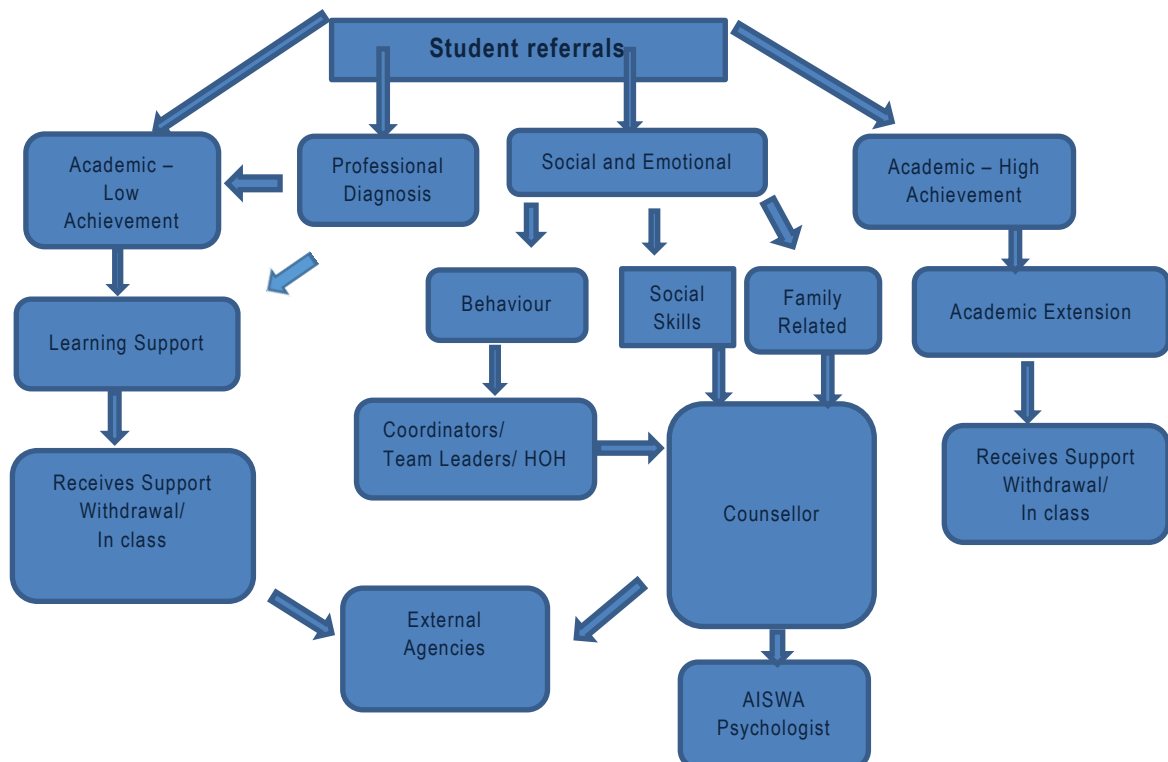 Student referrals
Academic –
Low
Achievement
Professional
Diagnosis
Social and Emotional
Academic – High
Achievement
Behaviour
Social
Skills
Family
Related
Academic Extension
Learning Support
Coordinators/
Team Leaders/ HOH
Receives Support
Withdrawal/
In class
Counsellor
Receives Support
Withdrawal/
In class
External
Agencies
AISWA
Psychologist